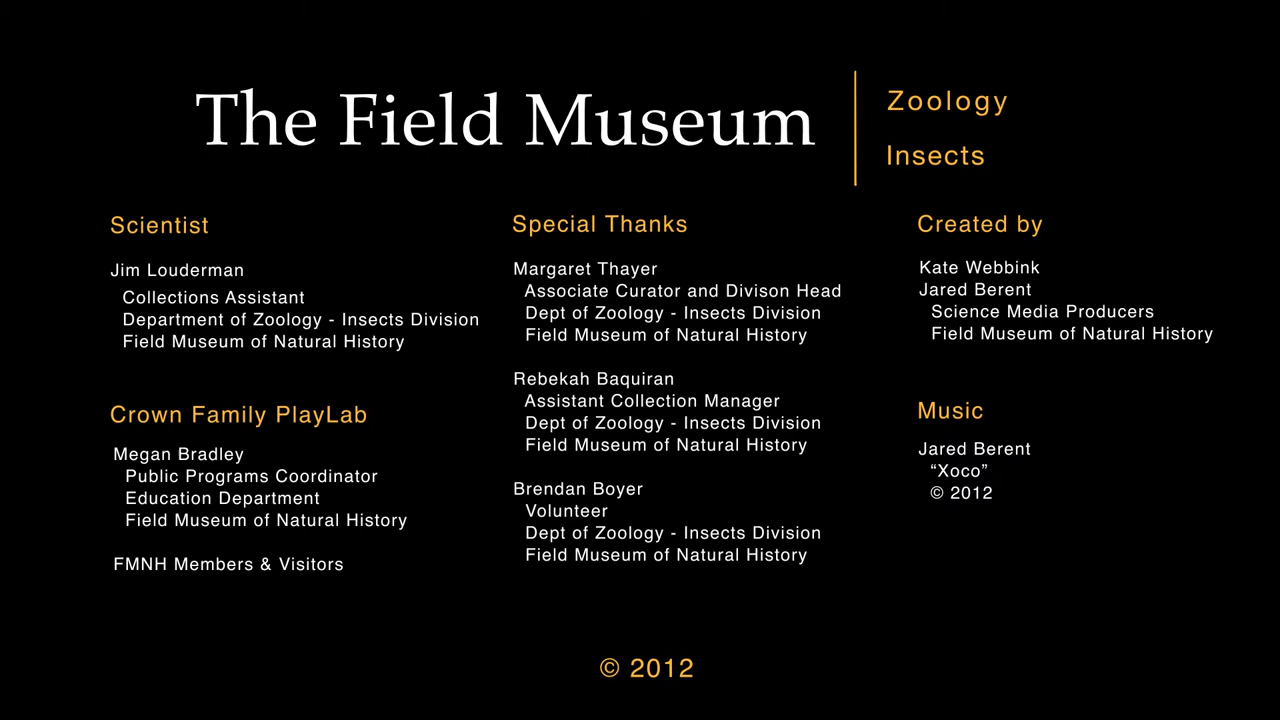 The Field Museum
Zoology
Insects
Scientist
Jim Louderman
Collections Assistant
Department of Zoology - Insects Division
Field Museum of Natural History
Crown Family PlayLab
Megan Bradley
Public Programs Coordinator
Education Department
Field Museum of Natural History
FMNH Members & Visitors
Special Thanks
Margaret Thayer
Associate Curator and Divison Head
Dept of Zoology - Insects Division
Field Museum of Natural History
Rebekah Baquiran
Assistant Collection Manager
Dept of Zoology - Insects Division
Field Museum of Natural History
Brendan Boyer
Volunteer
Dept of Zoology - Insects Division
Field Museum of Natural History
Created by
Kate Webbink
Jared Berent
Science Media Producers
Field Museum of Natural History
Music
Jared Berent
“Xoco”
© 2012
© 2012